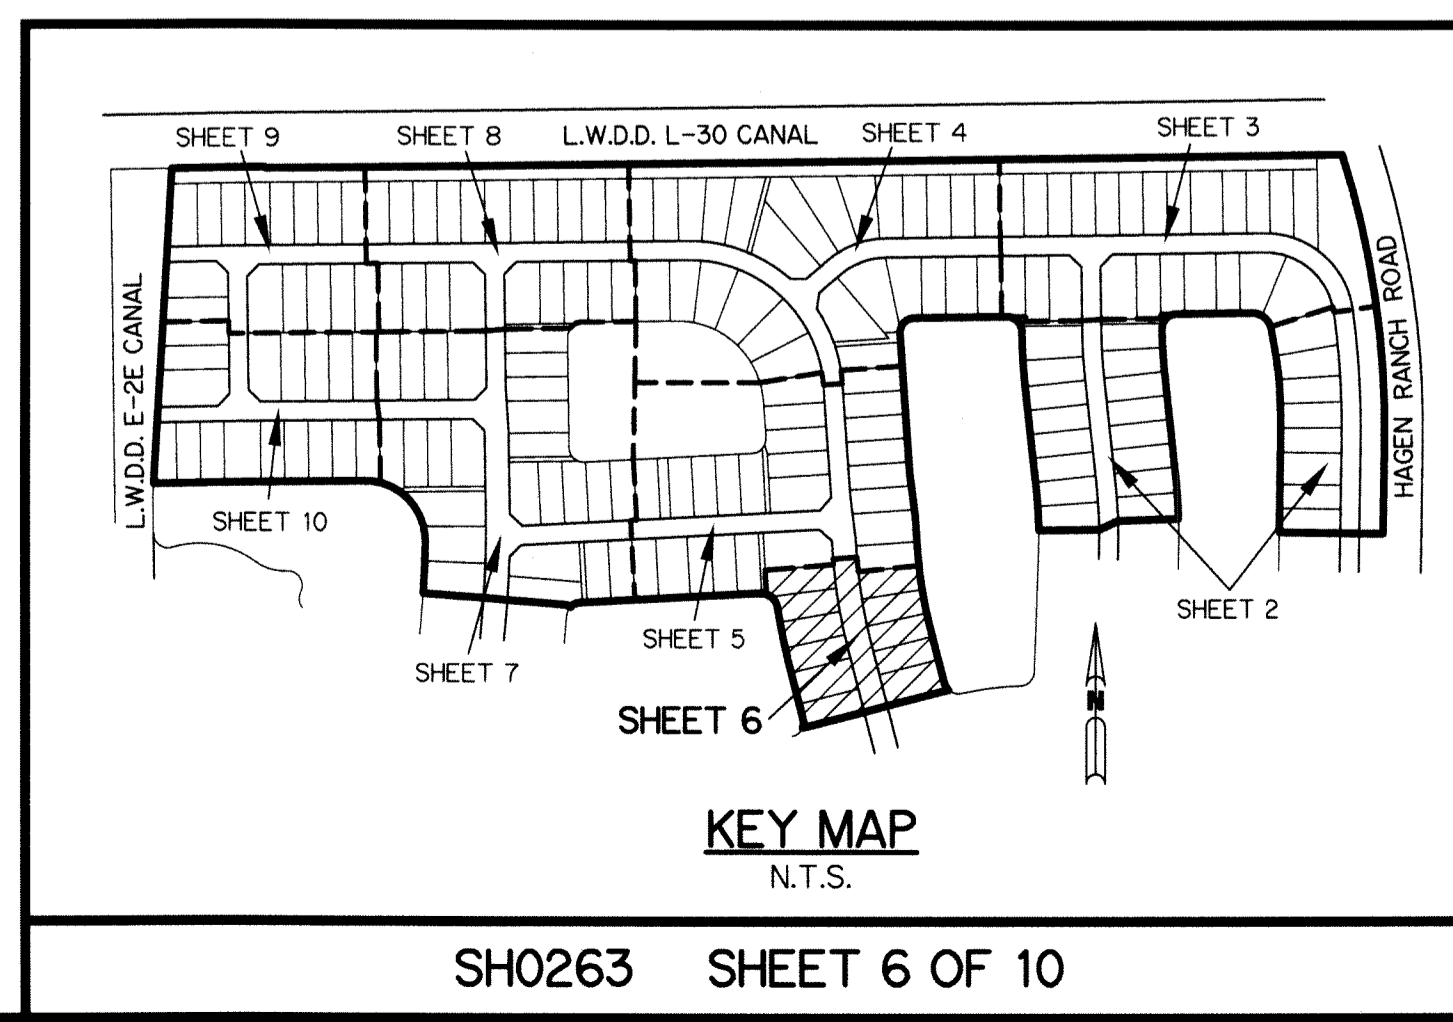 SHEET 9
SHEET 8
L.W.D.D. L-30 CANAL
SHEET 4
SHEET 3
L.W.D.D. E-2E CANAL
HAGEN RANCH ROAD
SHEET 10
SHEET 7
SHEET 5
SHEET 6
SHEET 2
N
KEY MAP
N.T.S.
SH0263 SHEET 6 OF 10